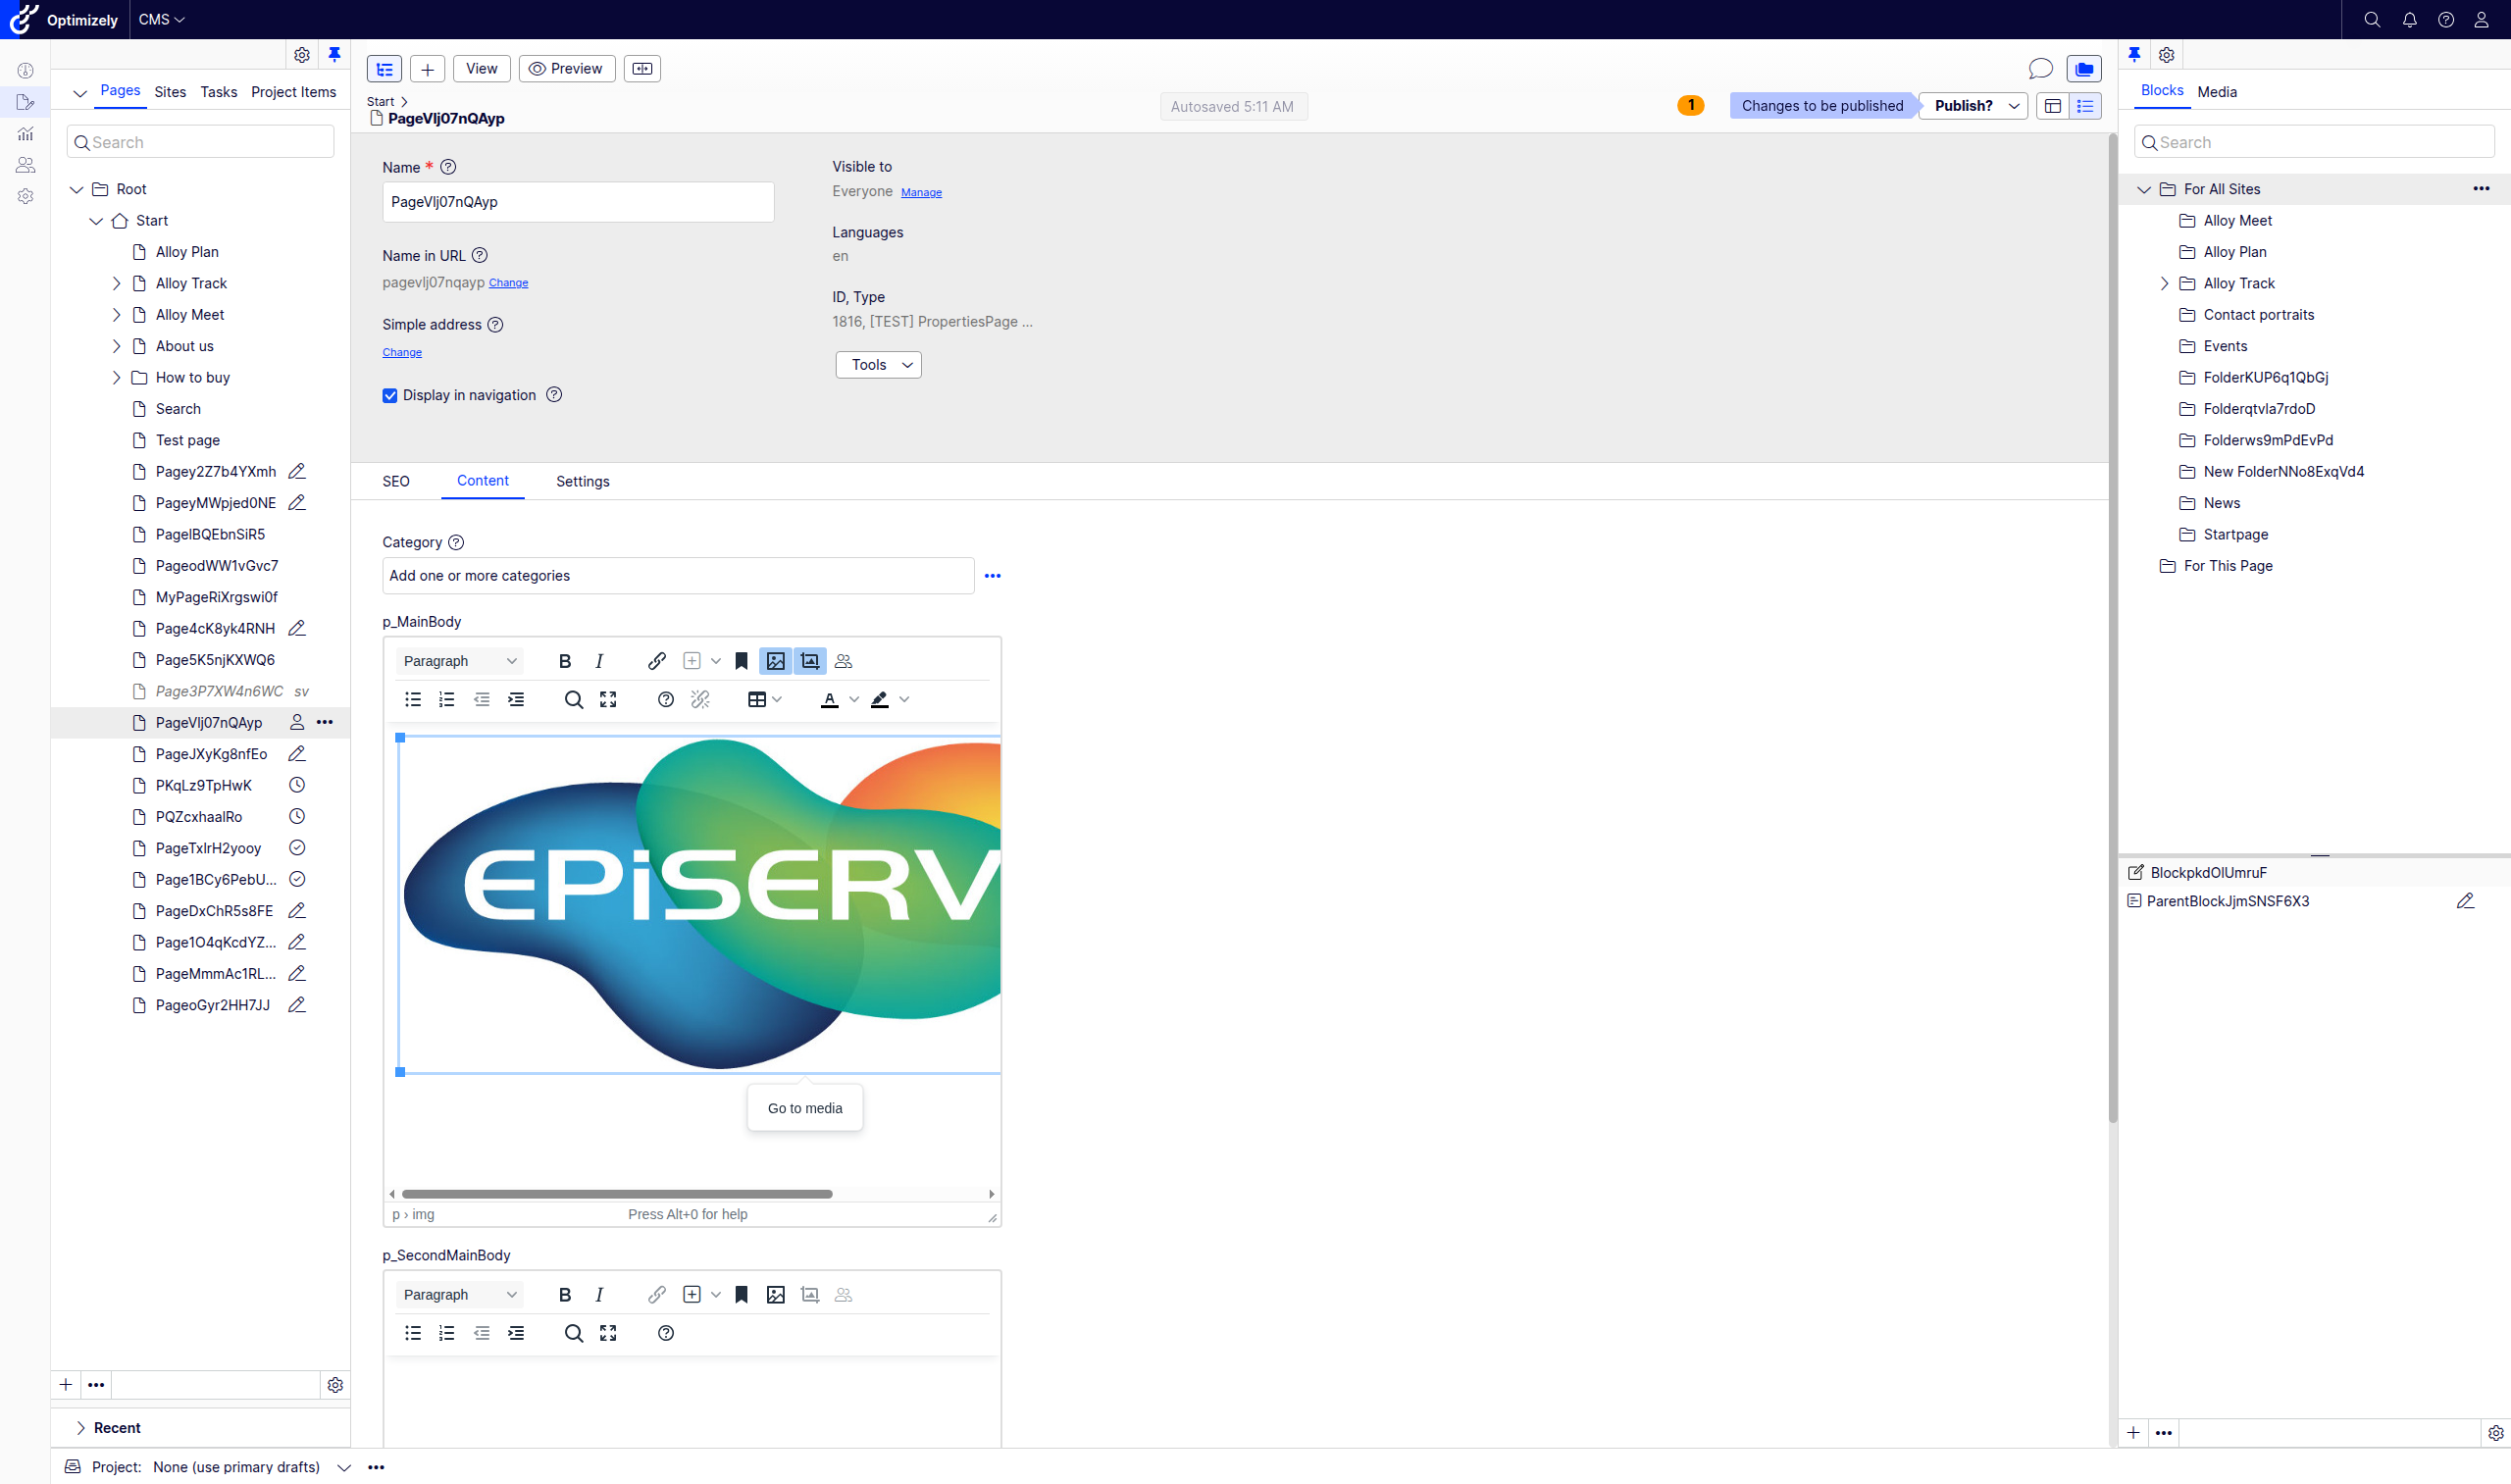 Optimizely
CMS
Pages
Sites
Tasks
Project Items
Search
Root
Start
Alloy Plan
Alloy Track
Alloy Meet
About us
How to buy
Search
Test page
Pagey2Z7b4YXmh
PageyMWpjed0NE
PagelBQEbnSiR5
PageodWW1vGvc7
MyPageRiXrgswi0f
Page4cK8yk4RNH
Page5K5njKXWQ6
Page3P7XW4n6WC sv
PageVlj07nQAyp
PageJXyKg8nfEo
PKqLz9TpHwK
PQZcxhaalRo
PageTxlrH2yooy
Page1BCy6PebU...
PageDxChR5s8FE
Page1O4qKcdYZ...
PageMmmAc1RL...
PageoGyr2HH7JJ
Recent
Project: None (use primary drafts)
View
Preview
Start
PageVlj07nQAyp
Autosaved 5:11 AM
1
Changes to be published
Publish?
Name *
PageVlj07nQAyp
Name in URL
pagevlj07nqayp Change
Simple address
Change
Display in navigation
Visible to
Everyone Manage
Languages
en
ID, Type
1816, [TEST] PropertiesPage ...
Tools
SEO
Content
Settings
Category
Add one or more categories
p_MainBody
Paragraph
B I
A
EPiSERV
Go to media
p › img
Press Alt+0 for help
p_SecondMainBody
Paragraph
B I
Blocks
Media
Search
For All Sites
Alloy Meet
Alloy Plan
Alloy Track
Contact portraits
Events
FolderKUP6q1QbGj
Folderqtvla7rdoD
Folderws9mPdEvPd
New FolderNNo8ExqVd4
News
Startpage
For This Page
BlockpkdOlUmruF
ParentBlockJjmSNSF6X3